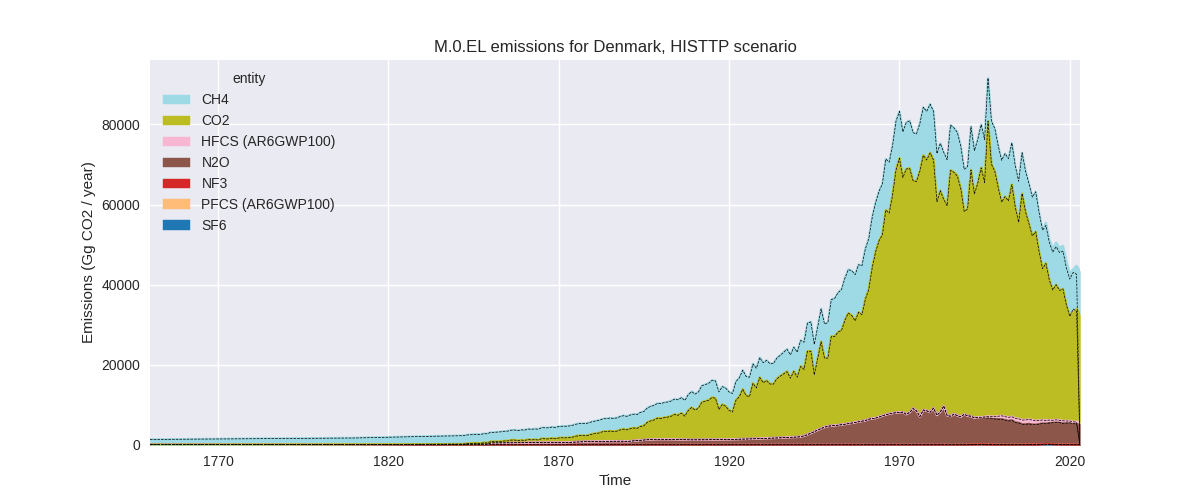 M.0.EL emissions for Denmark, HISTTP scenario
entity
CH4
CO2
HFCS (AR6GWP100)
N2O
NF3
PFCS (AR6GWP100)
SF6
Emissions (Gg CO2 / year)
80000
60000
40000
20000
0
1770
1820
1870
1920
1970
2020
Time